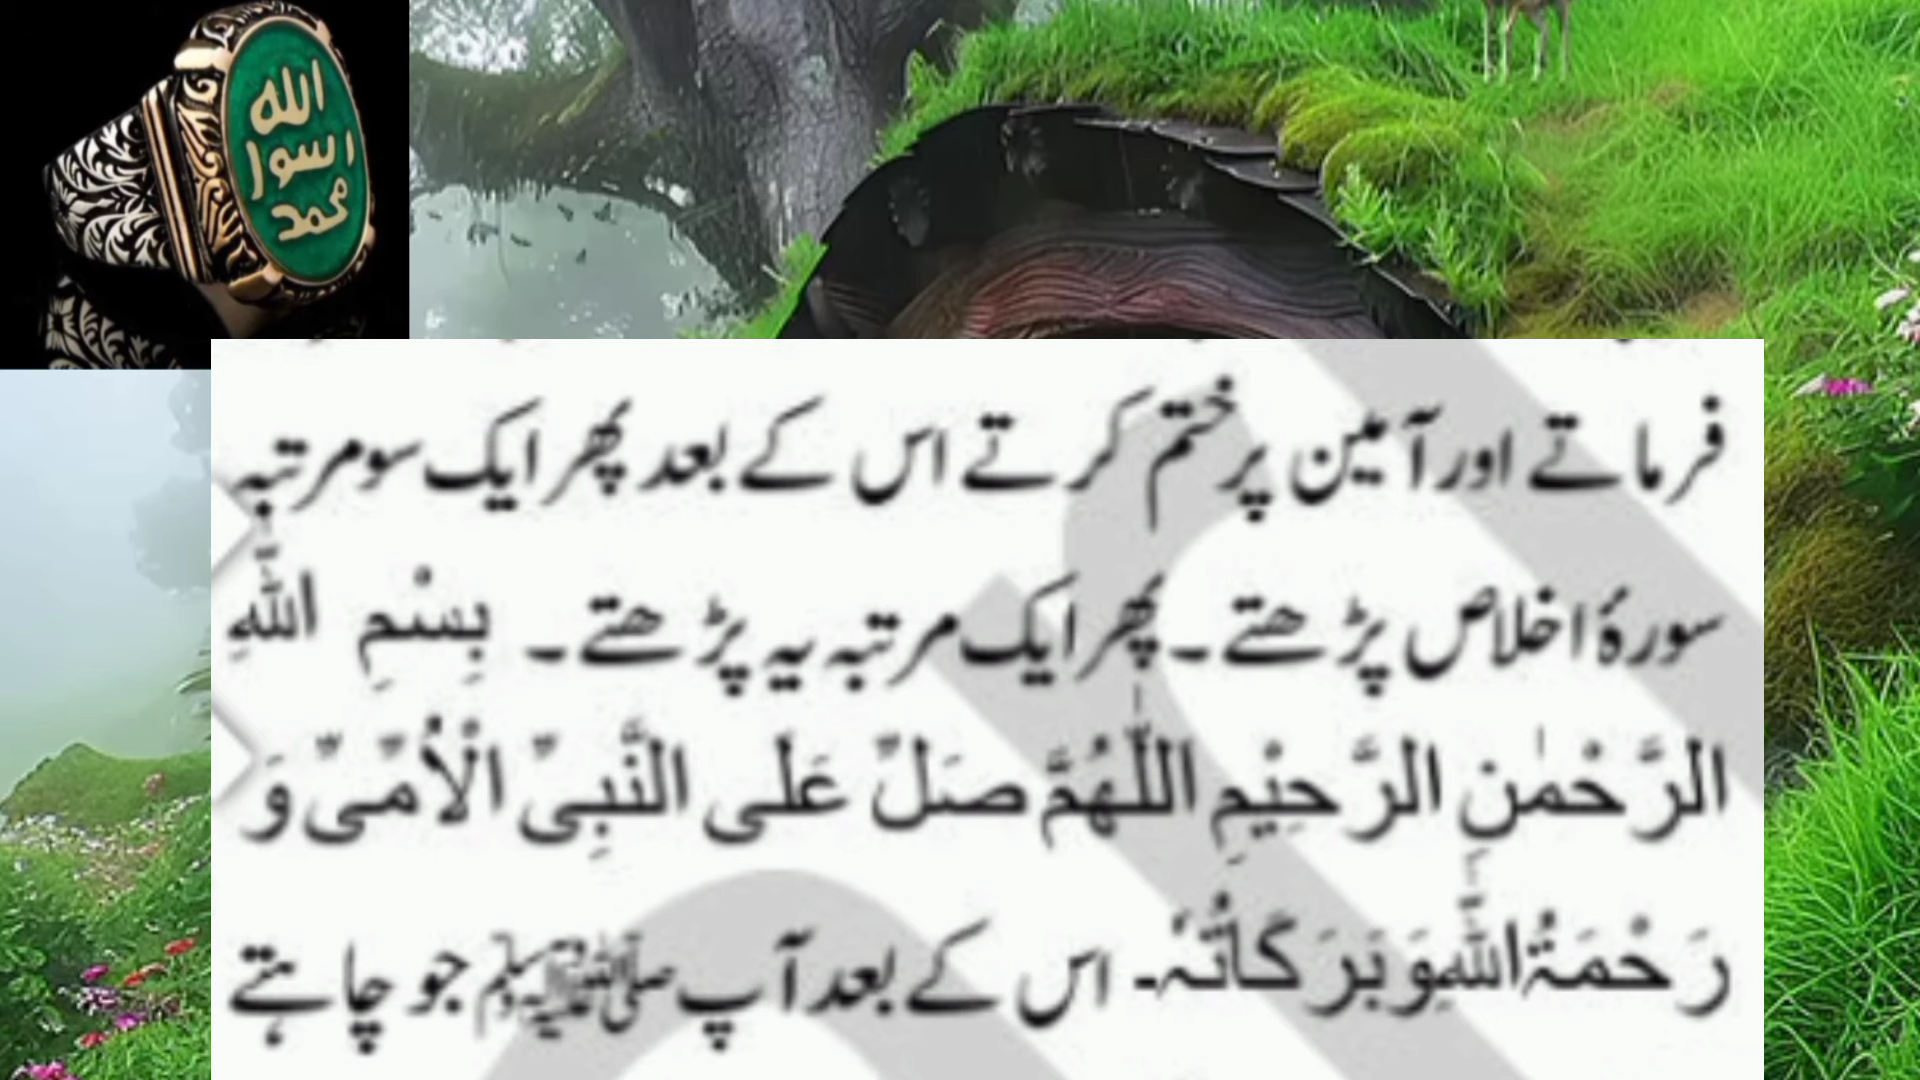 الله
رسول
محمد
فرماتے اور آمین پر ختم کرتے اس کے بعد پھر ایک سو مرتبہ
سورۂ اخلاص پڑھتے۔ پھر ایک مرتبہ یہ پڑھتے۔ بِسْمِ اللّٰهِ
الرَّحْمٰنِ الرَّحِيْمِ اللّٰهُمَّ صَلِّ عَلَى النَّبِىِّ الْاُمِّىِّ وَ
رَحْمَةُ اللّٰهِ وَبَرَكَاتُهٗ۔ اس کے بعد آپ ﷺ جو چاہتے